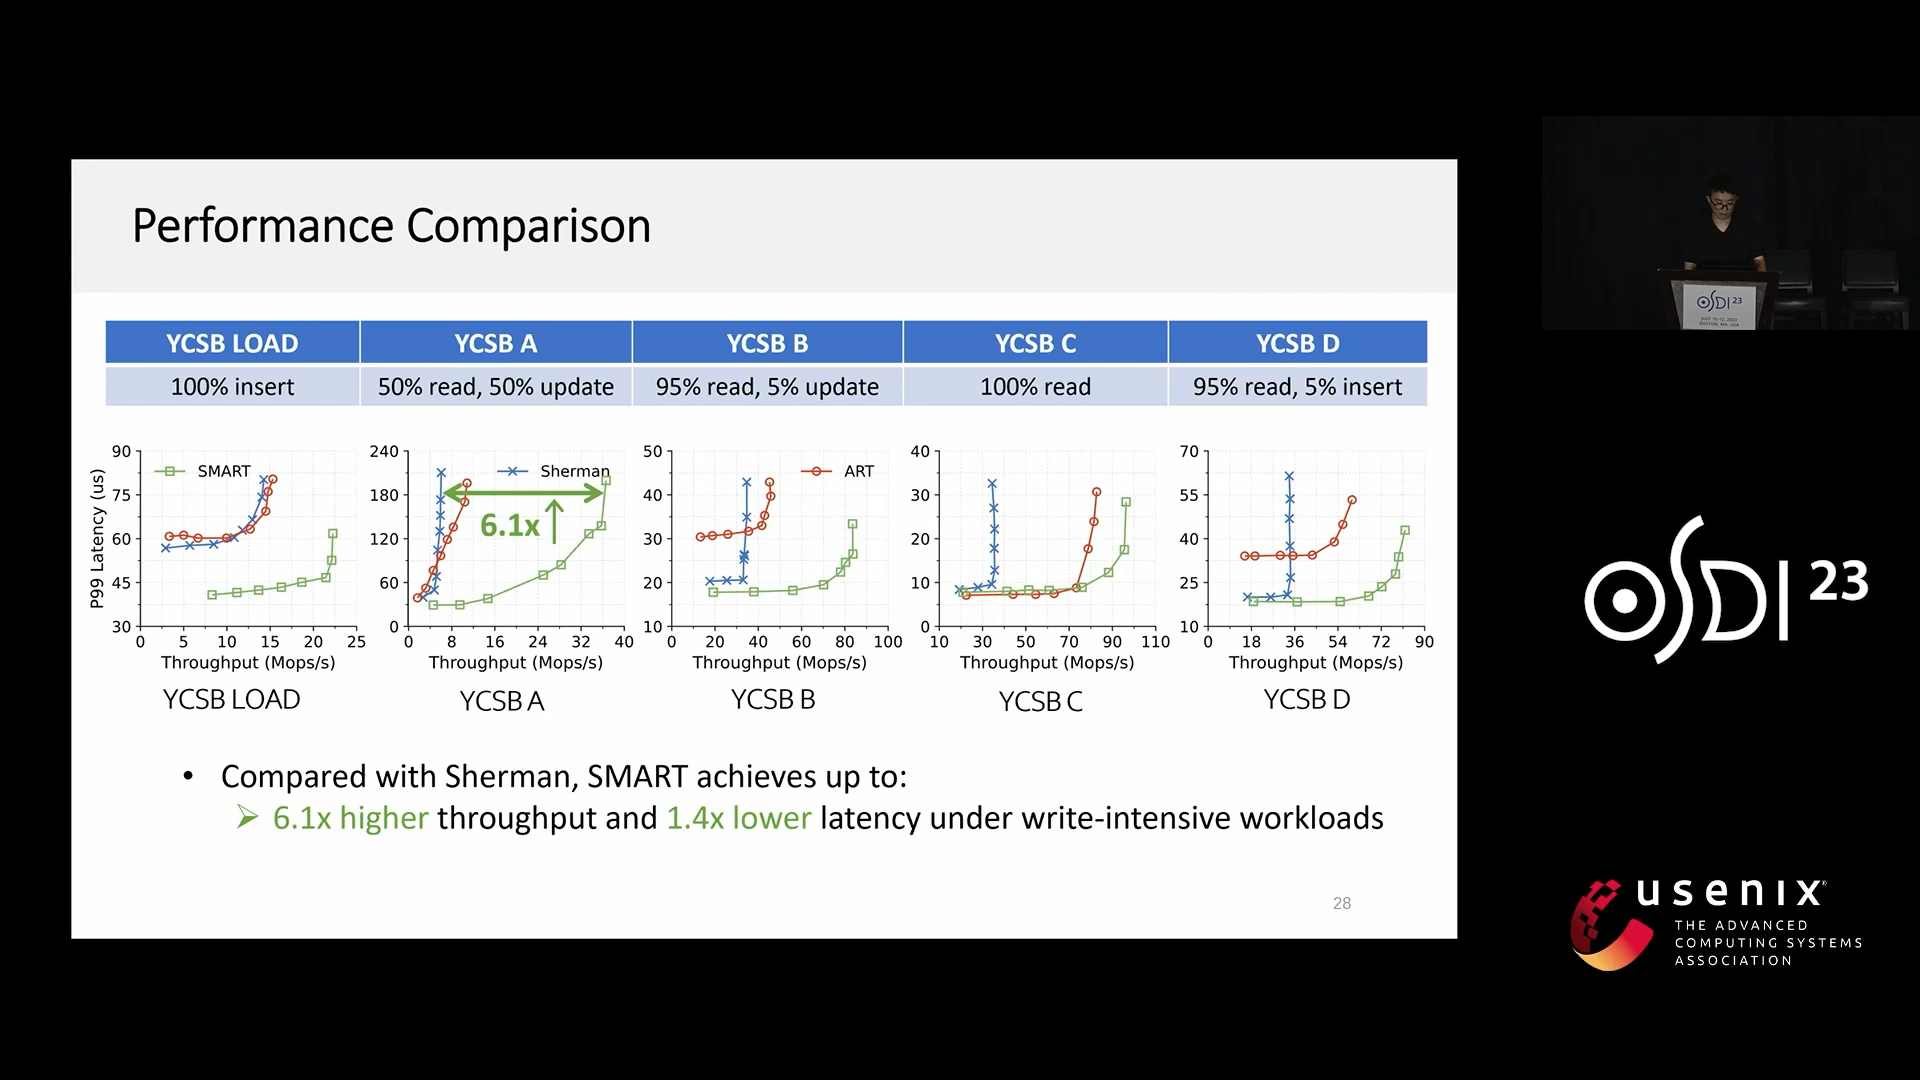 Performance Comparison
YCSB LOAD YCSB A YCSB B YCSB C YCSB D
100% insert 50% read, 50% update 95% read, 5% update 100% read 95% read, 5% insert
P99 Latency (us)
90
75
60
45
30
0 5 10 15 20 25
Throughput (Mops/s)
SMART
YCSB LOAD
240
180
120
60
0
0 8 16 24 32 40
Throughput (Mops/s)
Sherman
6.1x
YCSB A
50
40
30
20
10
0 20 40 60 80 100
Throughput (Mops/s)
ART
YCSB B
40
30
20
10
0
10 30 50 70 90 110
Throughput (Mops/s)
YCSB C
70
55
40
25
10
0 18 36 54 72 90
Throughput (Mops/s)
YCSB D
• Compared with Sherman, SMART achieves up to:
➢ 6.1x higher throughput and 1.4x lower latency under write-intensive workloads
28
OSDI 23
OSDI 23
usenix
THE ADVANCED
COMPUTING SYSTEMS
ASSOCIATION